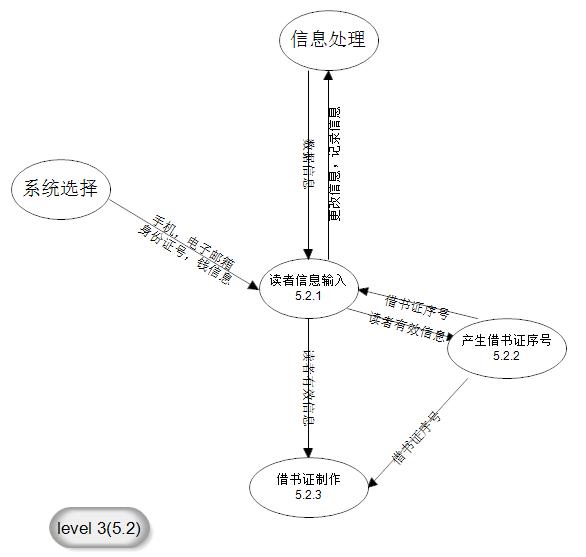 信息处理
数据信息
更改信息，记录信息
系统选择
手机，电子邮箱
身份证号，钱信息
读者信息输入
5.2.1
借书证序号
读者有效信息
产生借书证序号
5.2.2
读者有效信息
借书证序号
借书证制作
5.2.3
level 3(5.2)